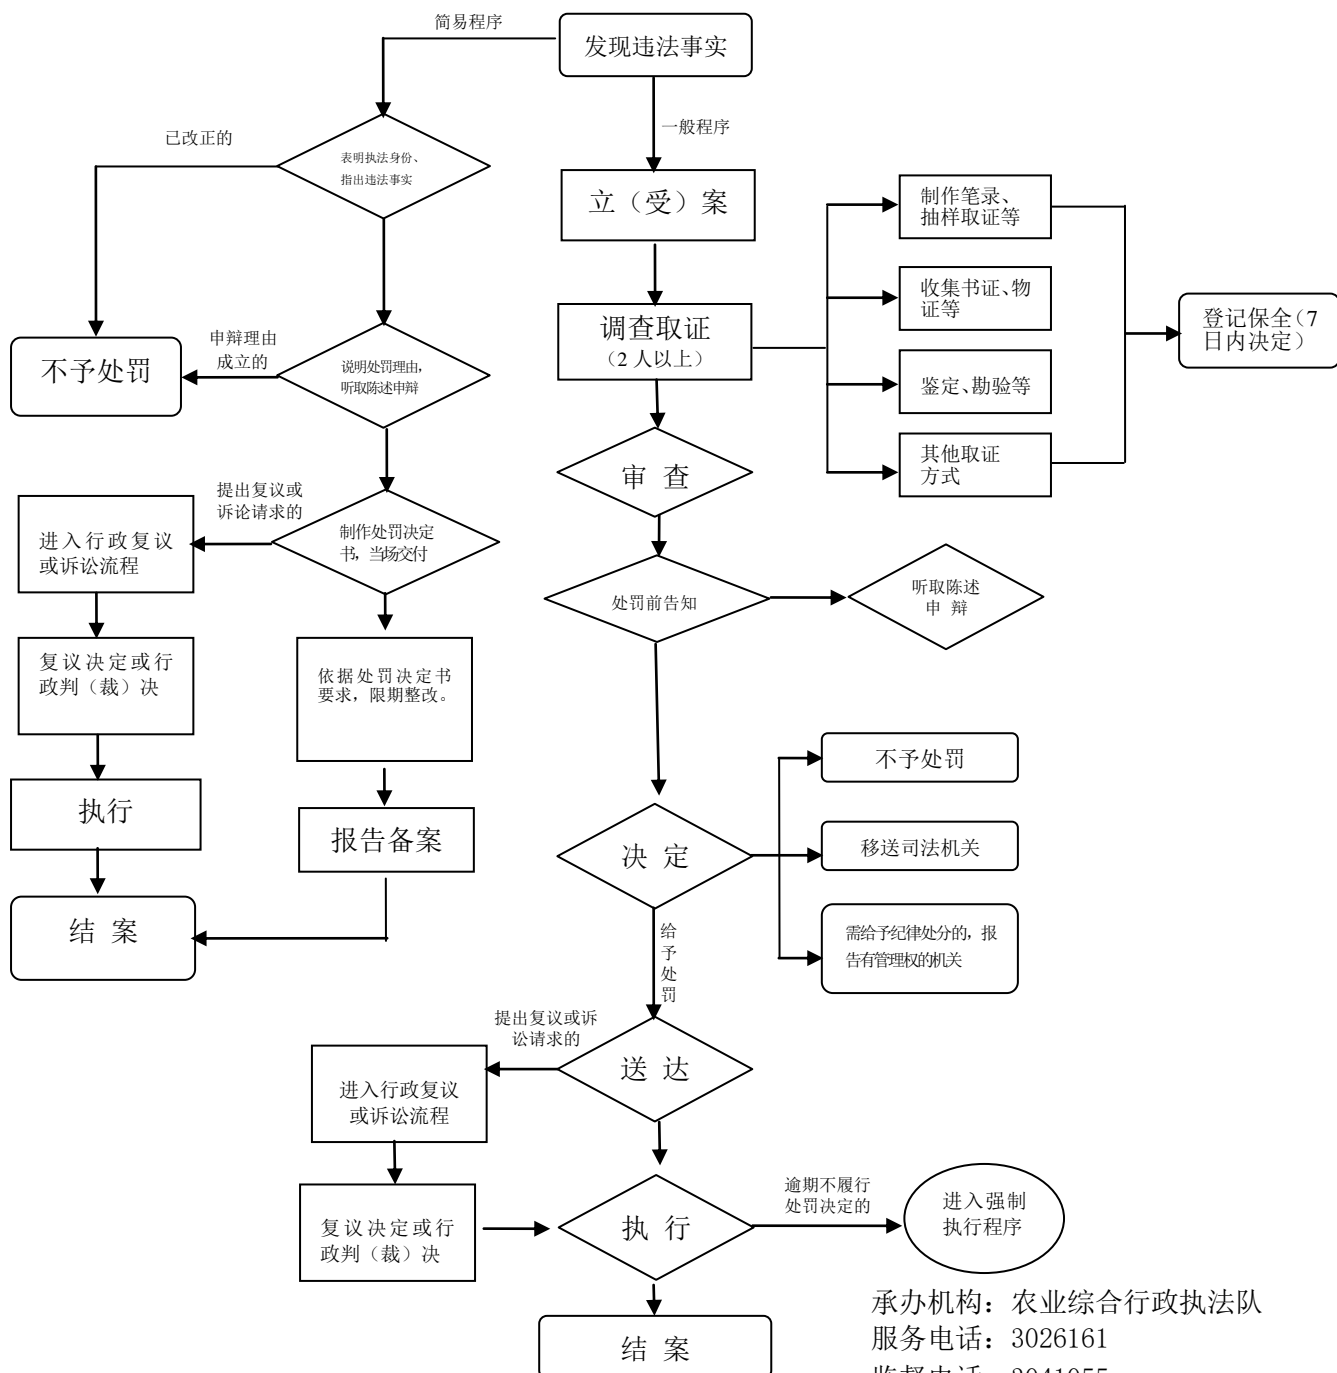 简易程序
发现违法事实
一般程序
已改正的
表明执法身份、
指出违法事实
立（受）案
制作笔录、
抽样取证等
收集书证、物
证等
登记保全（7
日内决定）
调查取证
（2 人以上）
申辩理由
成立的
不予处罚
说明处罚理由，
听取陈述申辩
鉴定、勘验等
其他取证
方式
审 查
提出复议或
诉论请求的
制作处罚决定
书，当场交付
进入行政复议
或诉讼流程
处罚前告知
听取陈述
申 辩
复议决定或行
政判（裁）决
依据处罚决定书
要求，限期整改。
不予处罚
执行
报告备案
决 定
移送司法机关
结 案
给
予
处
罚
需给予纪律处分的，报
告有管理权的机关
提出复议或诉
讼请求的
送 达
进入行政复议
或诉讼流程
逾期不履行
处罚决定的
进入强制
执行程序
复议决定或行
政判（裁）决
执 行
承办机构：农业综合行政执法队
服务电话：3026161
结 案